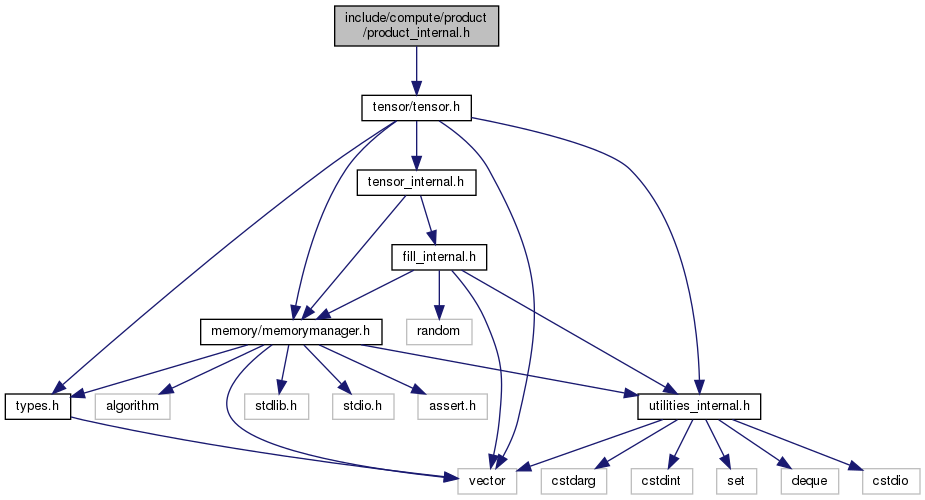 include/compute/product
/product_internal.h
tensor/tensor.h
tensor_internal.h
fill_internal.h
memory/memorymanager.h
random
types.h
algorithm
stdlib.h
stdio.h
assert.h
utilities_internal.h
vector
cstdarg
cstdint
set
deque
cstdio